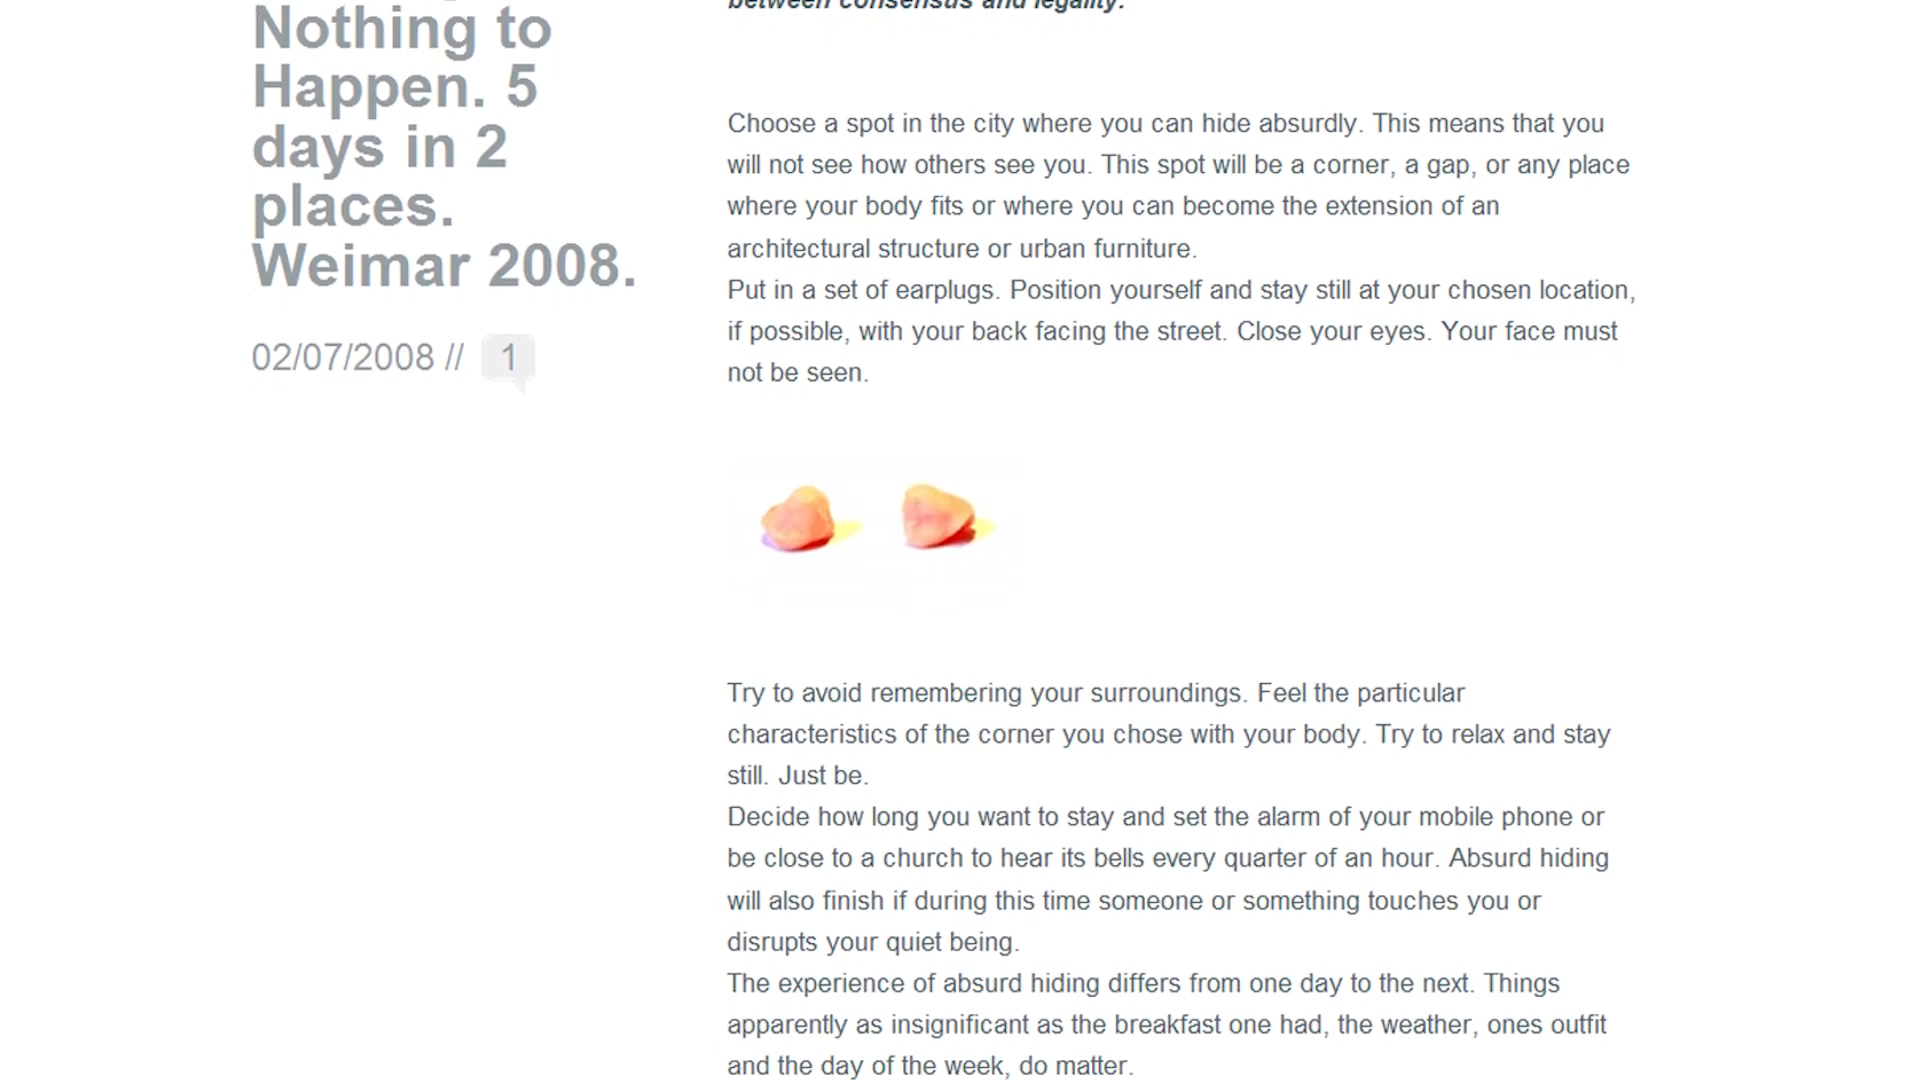 Nothing to
Happen. 5
days in 2
places.
Weimar 2008.
02/07/2008 // 1
between consensus and legality.
Choose a spot in the city where you can hide absurdly. This means that you
will not see how others see you. This spot will be a corner, a gap, or any place
where your body fits or where you can become the extension of an
architectural structure or urban furniture.
Put in a set of earplugs. Position yourself and stay still at your chosen location,
if possible, with your back facing the street. Close your eyes. Your face must
not be seen.
Try to avoid remembering your surroundings. Feel the particular
characteristics of the corner you chose with your body. Try to relax and stay
still. Just be.
Decide how long you want to stay and set the alarm of your mobile phone or
be close to a church to hear its bells every quarter of an hour. Absurd hiding
will also finish if during this time someone or something touches you or
disrupts your quiet being.
The experience of absurd hiding differs from one day to the next. Things
apparently as insignificant as the breakfast one had, the weather, ones outfit
and the day of the week, do matter.